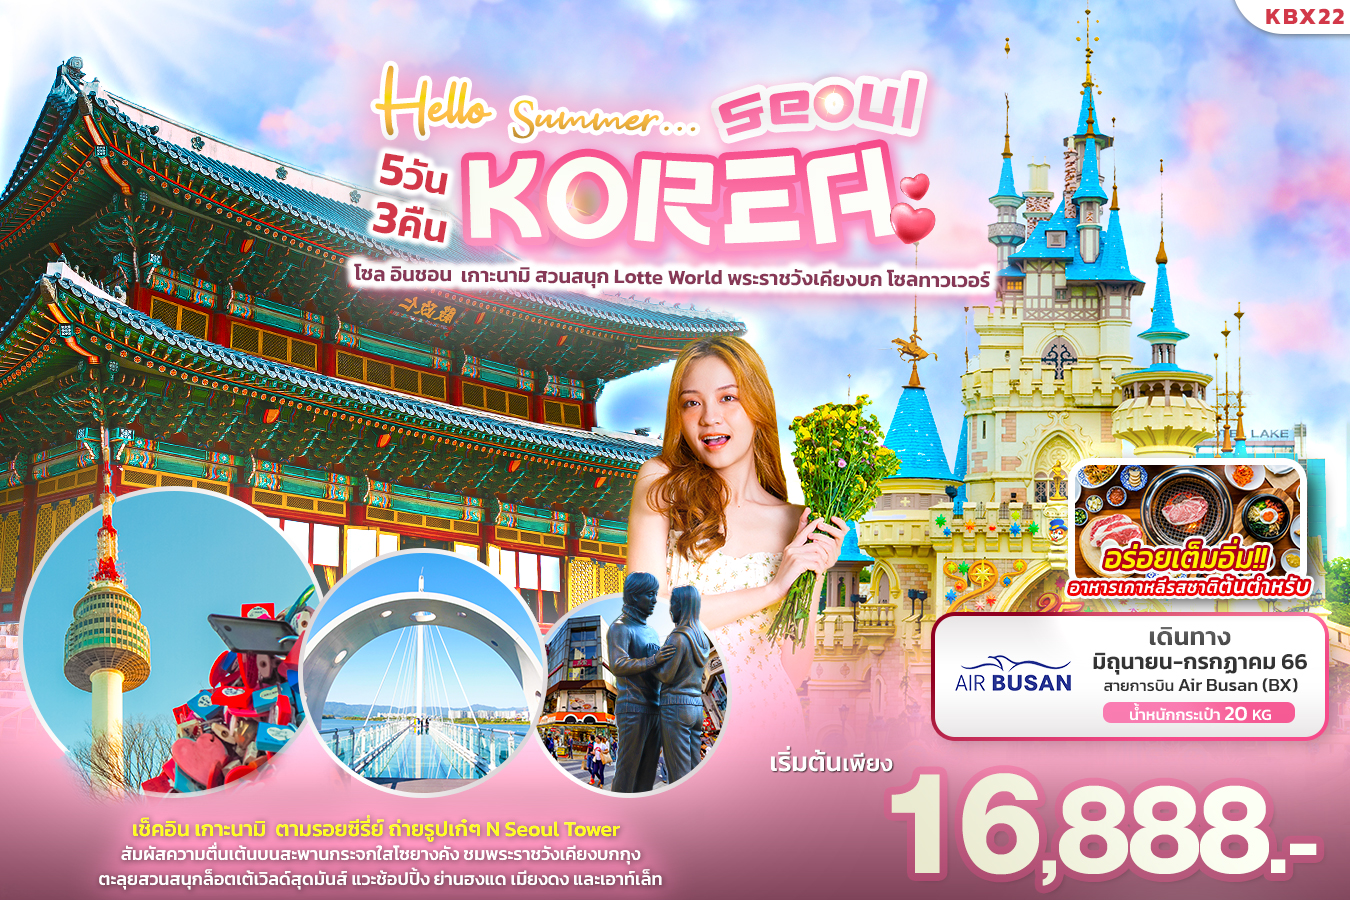 KBX22
Hello Summer... Seoul
5วัน
3คืน
KOREA
โซล อินชอน เกาะนามิ สวนสนุก Lotte World พระราชวังเคียงบก โซลทาวเวอร์
LAKE
อร่อยเต็มอิ่ม!!
อาหารเกาหลีรสชาติต้นตำหรับ
AIR BUSAN
เดินทาง
มิถุนายน-กรกฎาคม 66
สายการบิน Air Busan (BX)
น้ำหนักกระเป๋า 20 KG
เริ่มต้นเพียง
16,888.-
เช็คอิน เกาะนามิ ตามรอยซีรี่ย์ ถ่ายรูปเก๋ๆ N Seoul Tower
สัมผัสความตื่นเต้นบนสะพานกระจกใสโซยางคัง ชมพระราชวังเคียงบกกุง
ตะลุยสวนสนุกล็อตเต้เวิลด์สุดมันส์ แวะช้อปปิ้ง ย่านฮงแด เมียงดง และเอาท์เล็ท